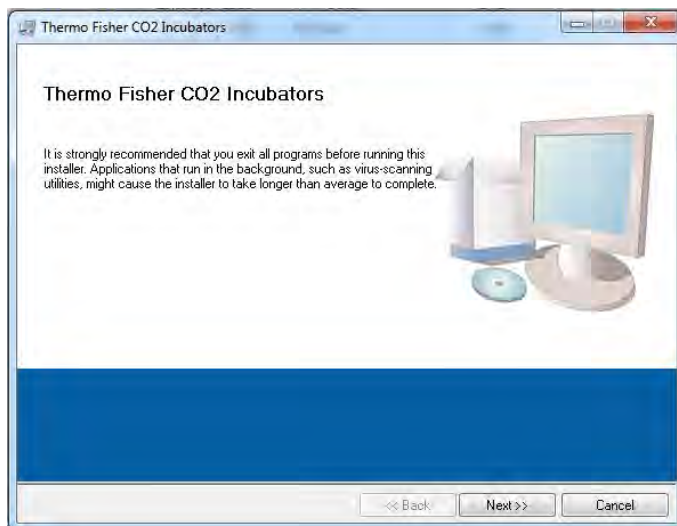 Thermo Fisher CO2 Incubators
Thermo Fisher CO2 Incubators
It is strongly recommended that you exit all programs before running this
installer. Applications that run in the background, such as virus-scanning
utilities, might cause the installer to take longer than average to complete.
<< Back
Next >>
Cancel